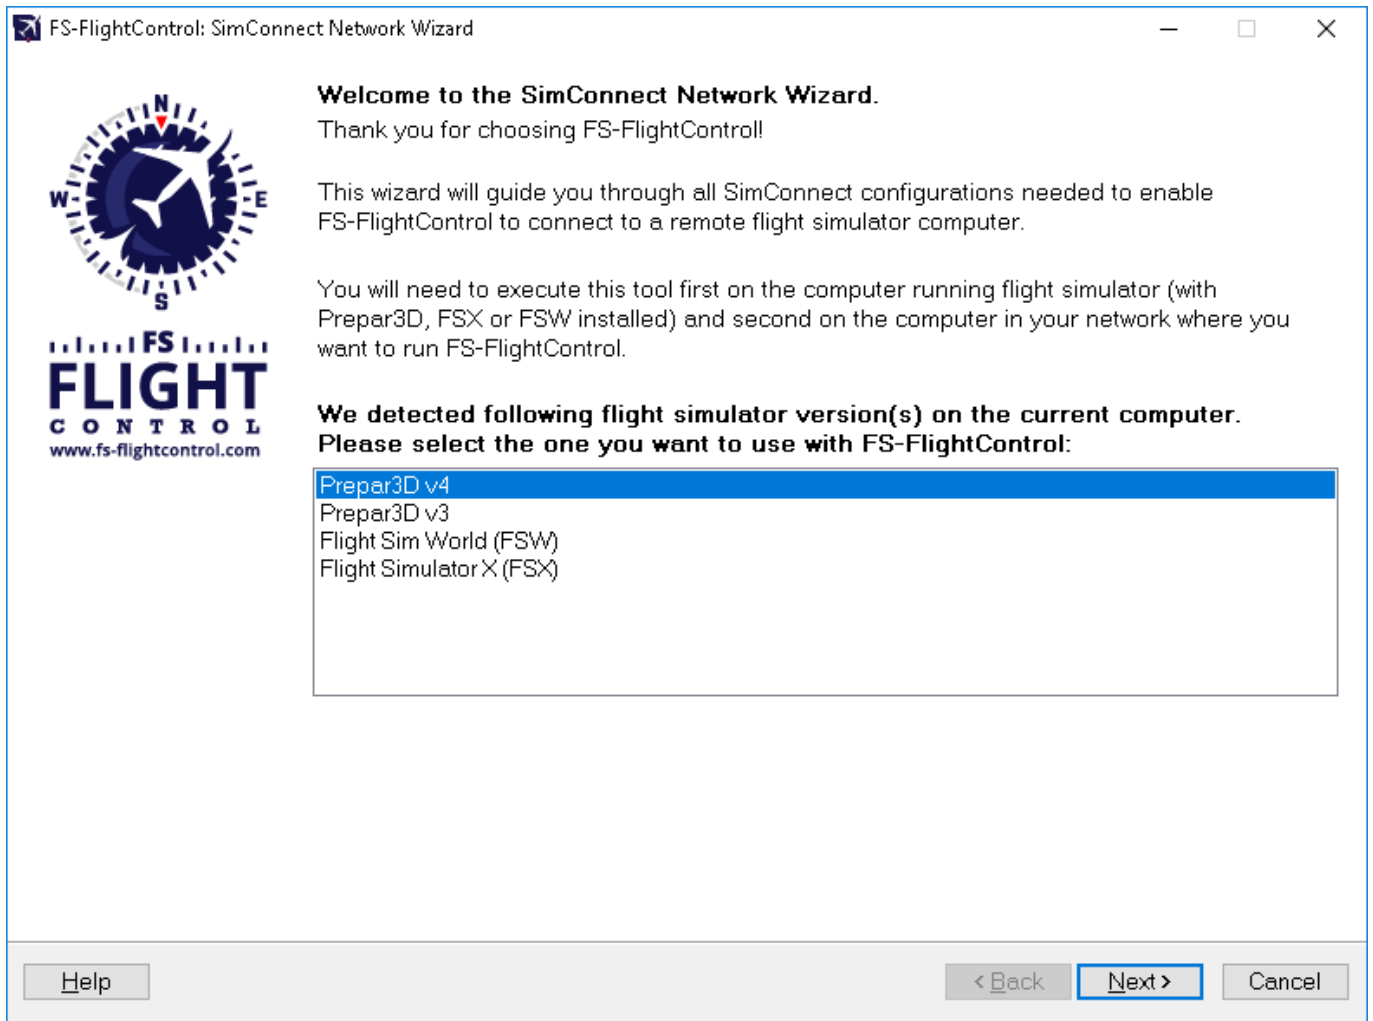 FS-FlightControl: SimConnect Network Wizard
N
W
E
S
FS
FLIGHT
CONTROL
www.fs-flightcontrol.com
Welcome to the SimConnect Network Wizard.
Thank you for choosing FS-FlightControl!
This wizard will guide you through all SimConnect configurations needed to enable
FS-FlightControl to connect to a remote flight simulator computer.
You will need to execute this tool first on the computer running flight simulator (with
Prepar3D, FSX or FSW installed) and second on the computer in your network where you
want to run FS-FlightControl.
We detected following flight simulator version(s) on the current computer.
Please select the one you want to use with FS-FlightControl:
Prepar3D v4
Prepar3D v3
Flight Sim World (FSW)
Flight Simulator X (FSX)
Help
< Back
Next >
Cancel